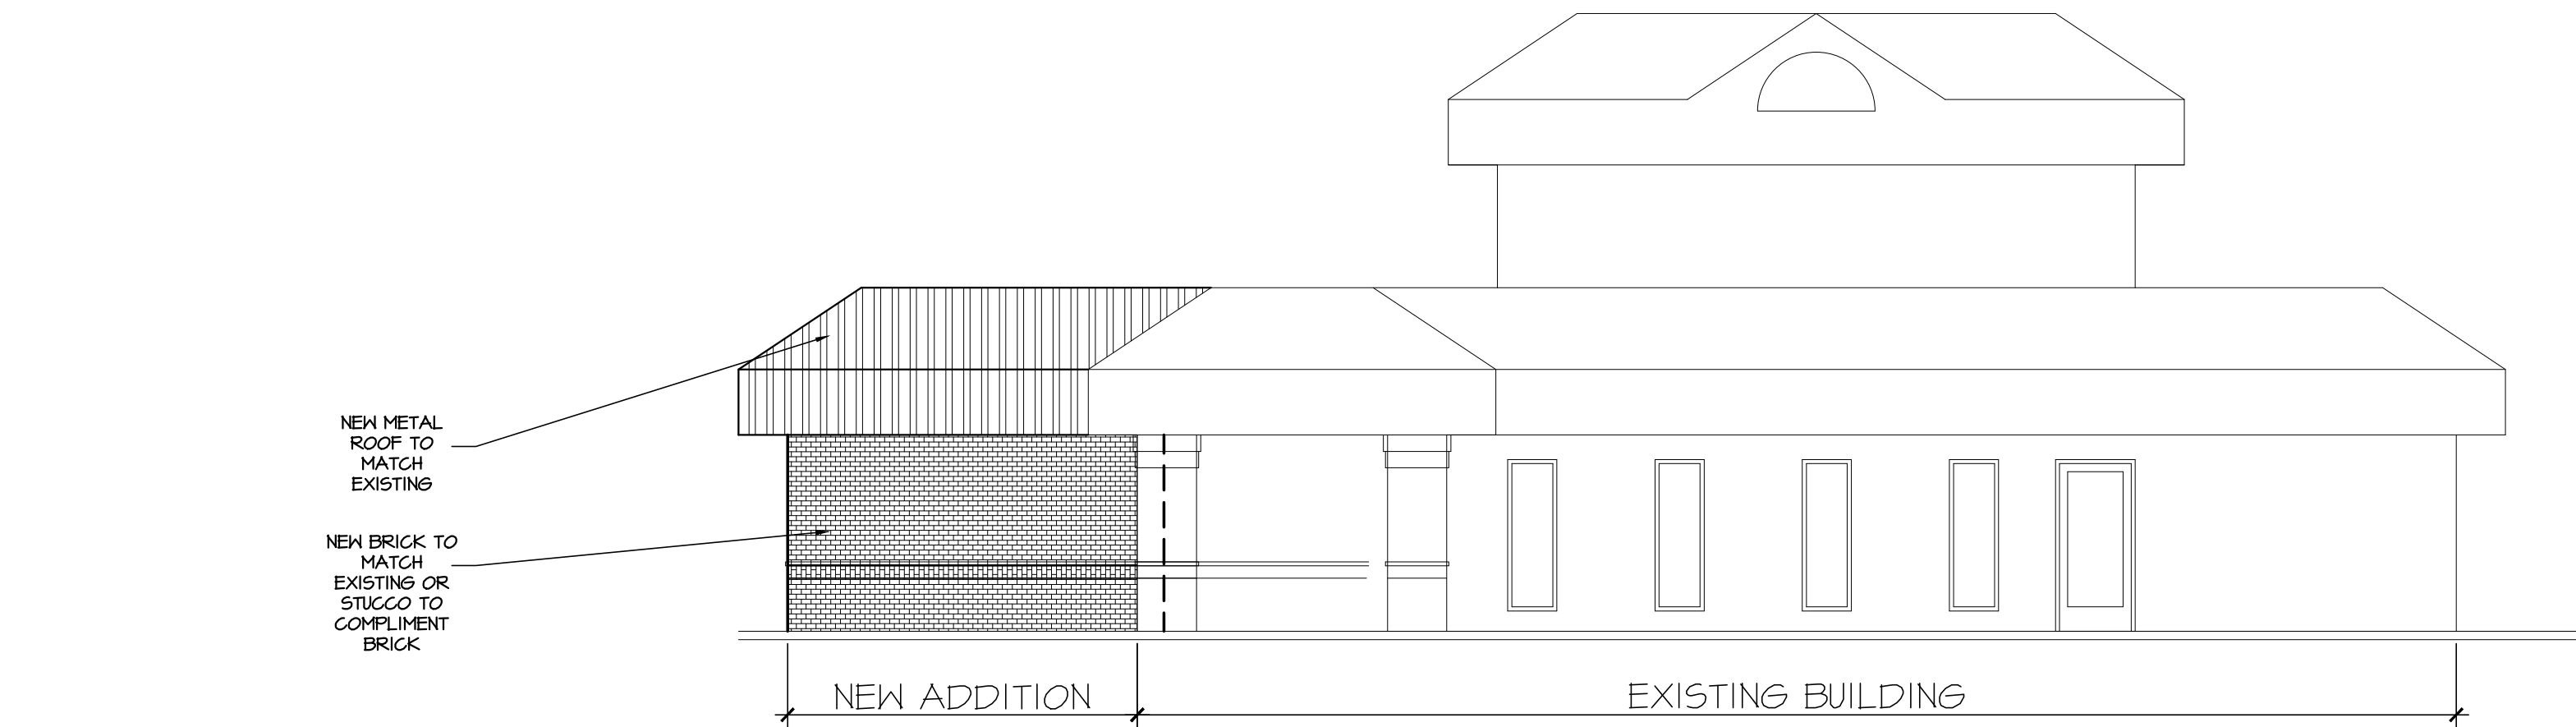 NEW METAL
ROOF TO
MATCH
EXISTING
NEW BRICK TO
MATCH
EXISTING OR
STUCCO TO
COMPLIMENT
BRICK
NEW ADDITION
EXISTING BUILDING